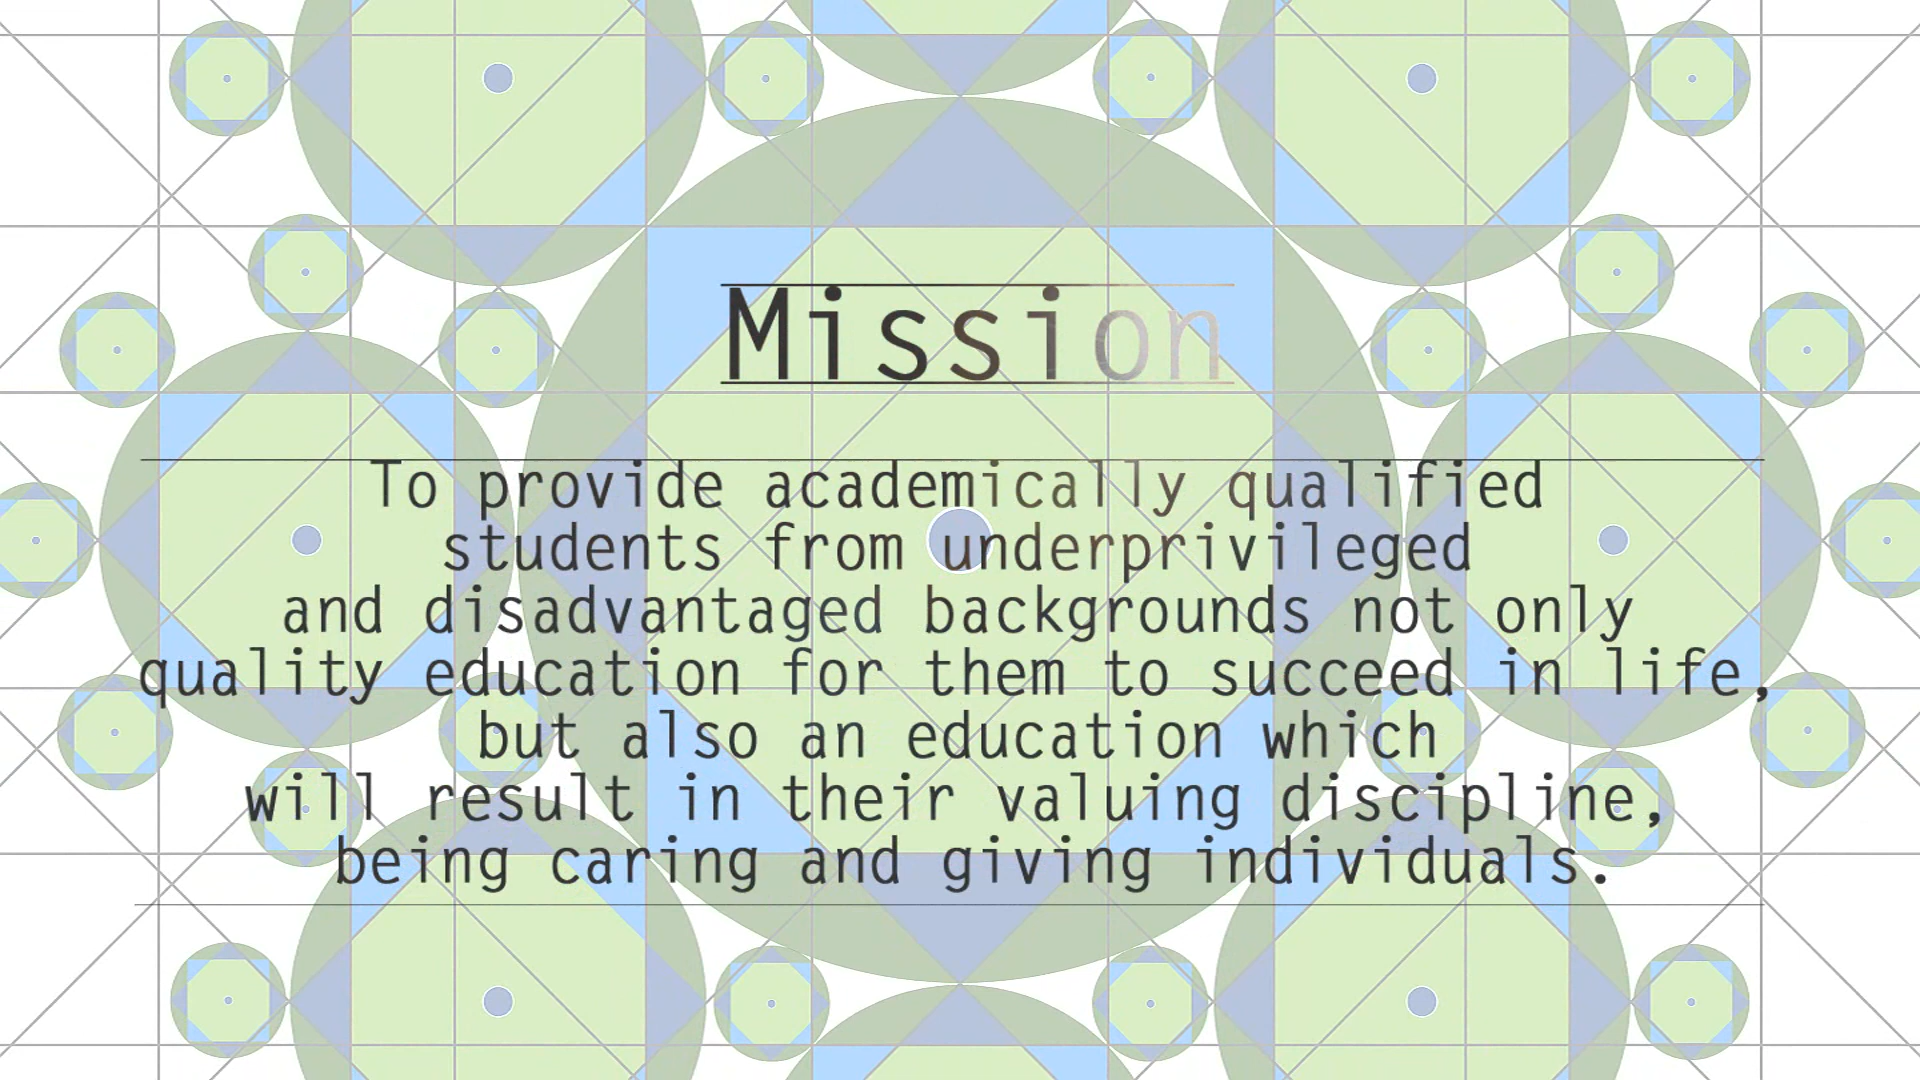 Mission
To provide academically qualified
students from underprivileged
and disadvantaged backgrounds not only
quality education for them to succeed in life,
but also an education which
will result in their valuing discipline,
being caring and giving individuals.